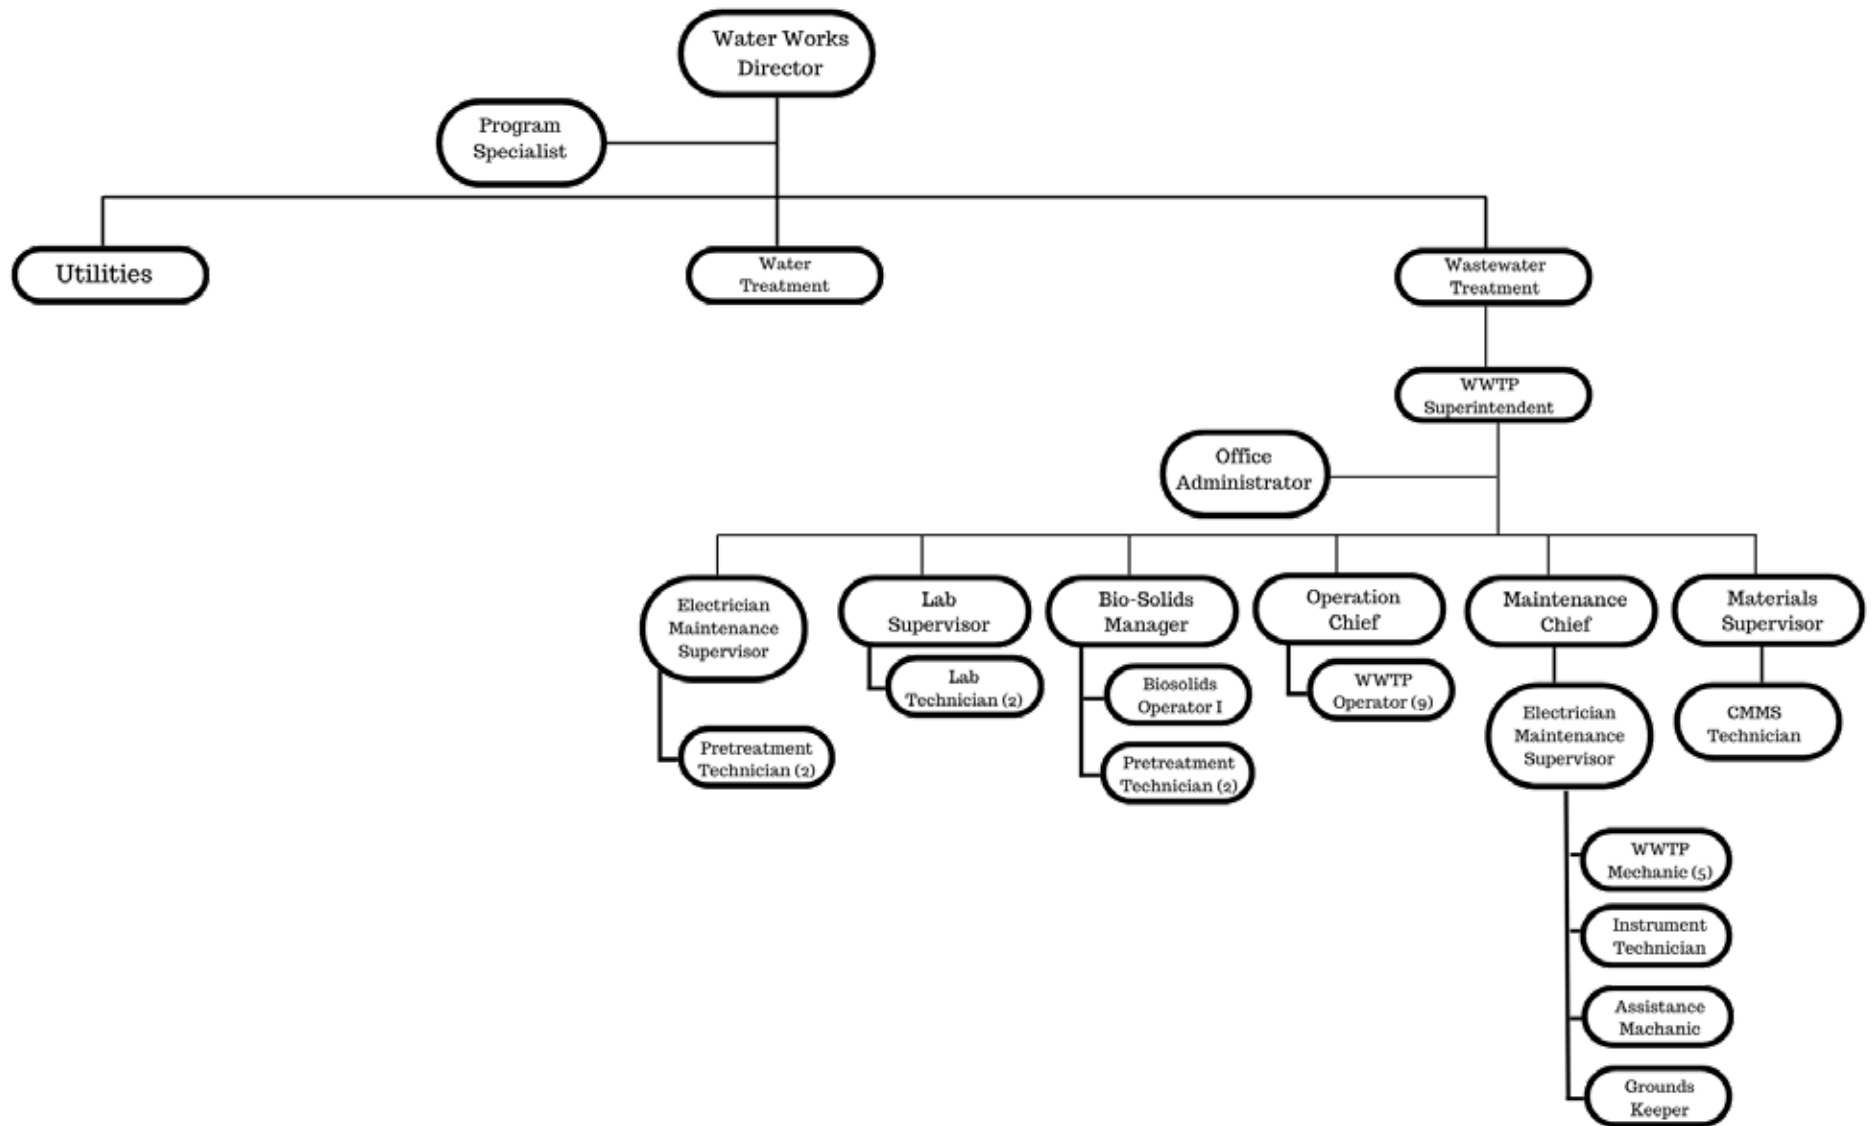 Water Works
Director
Program
Specialist
Utilities
Water
Treatment
Wastewater
Treatment
WWTP
Superintendent
Office
Administrator
Electrician
Maintenance
Supervisor
Pretreatment
Technician (2)
Lab
Supervisor
Lab
Technician (2)
Bio-Solids
Manager
Biosolids
Operator I
Pretreatment
Technician (2)
Operation
Chief
WWTP
Operator (9)
Maintenance
Chief
Electrician
Maintenance
Supervisor
WWTP
Mechanic (5)
Instrument
Technician
Assistance
Machanic
Grounds
Keeper
Materials
Supervisor
CMMS
Technician